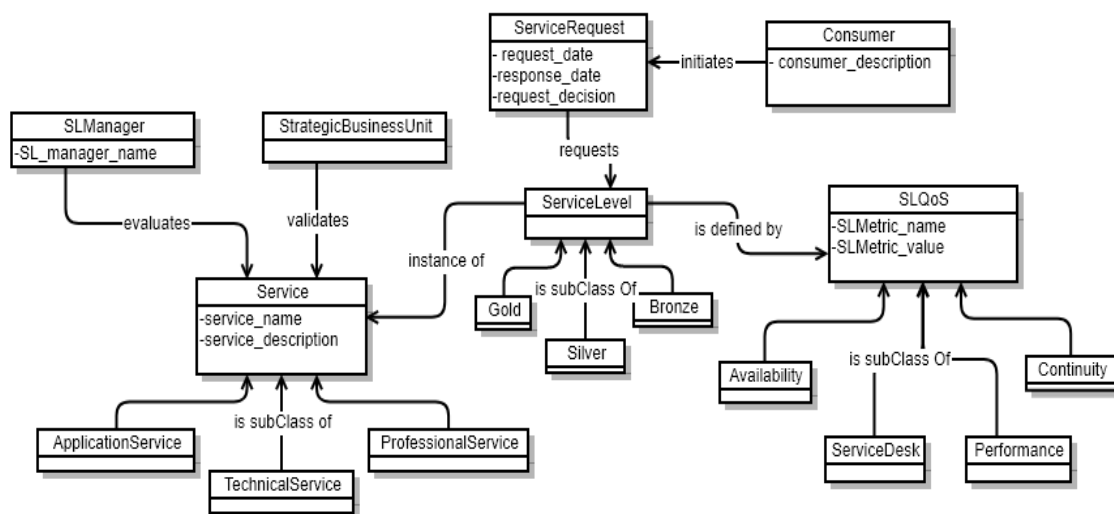 ServiceRequest
- request_date
-response_date
-request_decision
Consumer
- consumer_description
initiates
SLManager
-SL_manager_name
StrategicBusinessUnit
requests
evaluates
validates
ServiceLevel
is defined by
SLQoS
-SLMetric_name
-SLMetric_value
instance of
Service
-service_name
-service_description
Gold
is subClass Of
Bronze
Silver
Availability
is subClass Of
Continuity
ApplicationService
is subClass of
ProfessionalService
TechnicalService
ServiceDesk
Performance